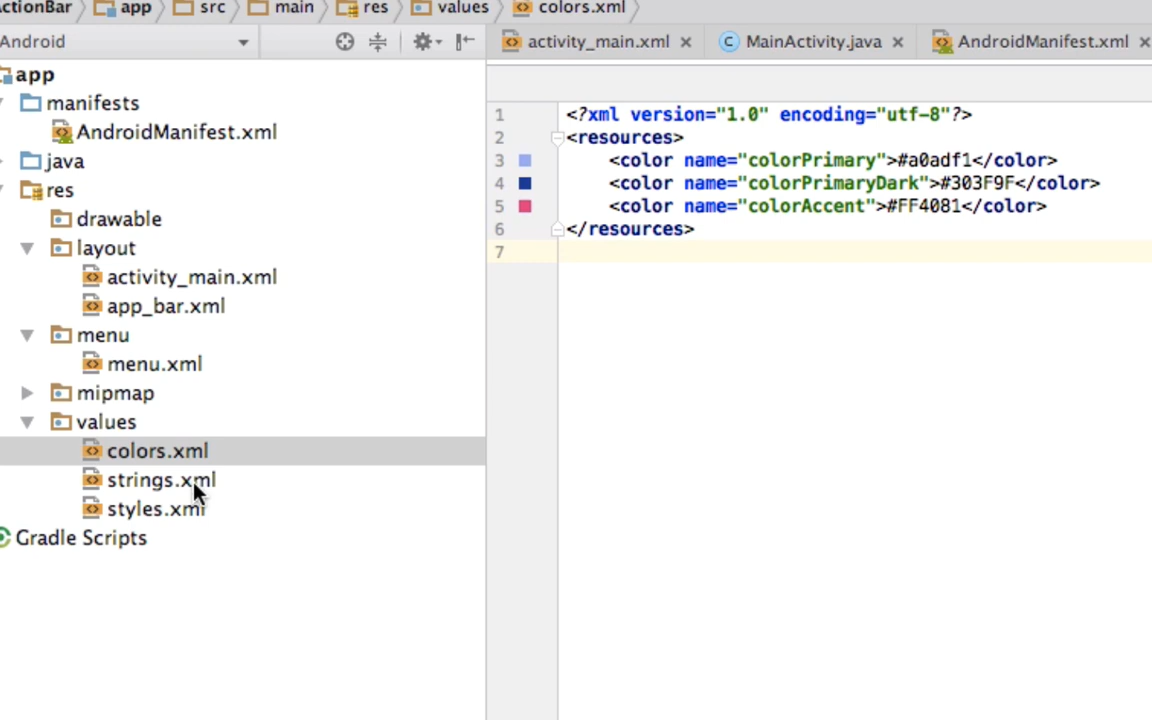 ActionBar app src main res values colors.xml
Android
activity_main.xml MainActivity.java AndroidManifest.xml
app
manifests
AndroidManifest.xml
java
res
drawable
layout
activity_main.xml
app_bar.xml
menu
menu.xml
mipmap
values
colors.xml
strings.xml
styles.xml
Gradle Scripts
1 <?xml version="1.0" encoding="utf-8"?>
2 <resources>
3 <color name="colorPrimary">#a0adf1</color>
4 <color name="colorPrimaryDark">#303F9F</color>
5 <color name="colorAccent">#FF4081</color>
6 </resources>
7